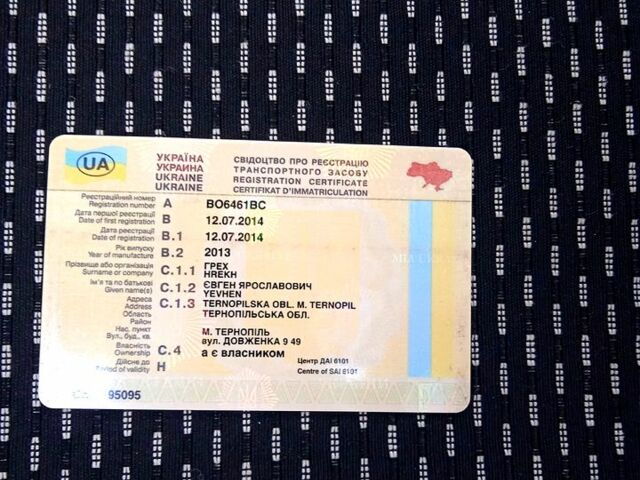 UA
УКРАЇНА
УКРАИНА
UKRAINE
UKRAINE
СВІДОЦТВО ПРО РЕЄСТРАЦІЮ
ТРАНСПОРТНОГО ЗАСОБУ
REGISTRATION CERTIFICATE
CERTIFIKAT D'IMMATRICULATION
Реєстраційний номер
Registration number A BO6461BC
Дата першої реєстрації
Date of first registration B 12.07.2014
Дата реєстрації
Date of registration B.1 12.07.2014
Рік випуску
Year of manufacture B.2 2013
Прізвище або організація
Surname or company C.1.1 ГРЕХ
HREKH
Ім'я та по батькові
Given name(s) C.1.2 ЄВГЕН ЯРОСЛАВОВИЧ
YEVHEN
Адреса
Address C.1.3 TERNOPILSKA OBL. M. TERNOPIL
Область ТЕРНОПІЛЬСЬКА ОБЛ.
Район
Нас. пункт М. ТЕРНОПІЛЬ
Вул., буд., кв. вул. ДОВЖЕНКА 9 49
Власність
Ownership C.4 а є власником
Дійсне до
Period of validity H
Центр ДАІ 6101
Centre of SAI 6101
95095